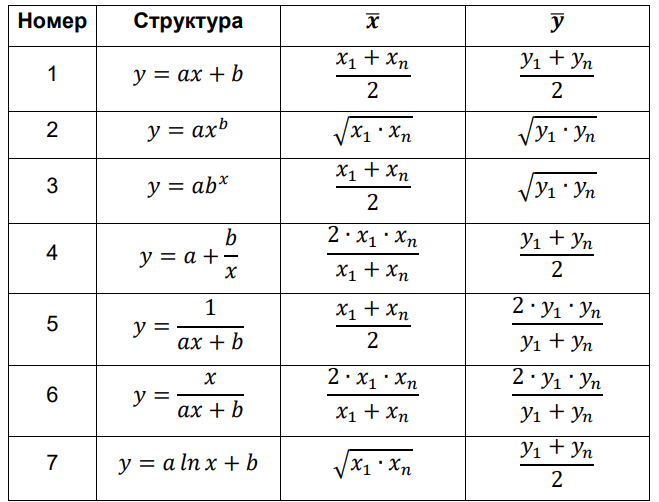 Номер Структура x̅ y̅
1 y = ax + b (x₁ + xₙ)/2 (y₁ + yₙ)/2
2 y = axᵇ √(x₁ · xₙ) √(y₁ · yₙ)
3 y = abˣ (x₁ + xₙ)/2 √(y₁ · yₙ)
4 y = a + b/x (2 · x₁ · xₙ)/(x₁ + xₙ) (y₁ + yₙ)/2
5 y = 1/(ax + b) (x₁ + xₙ)/2 (2 · y₁ · yₙ)/(y₁ + yₙ)
6 y = x/(ax + b) (2 · x₁ · xₙ)/(x₁ + xₙ) (2 · y₁ · yₙ)/(y₁ + yₙ)
7 y = a ln x + b √(x₁ · xₙ) (y₁ + yₙ)/2